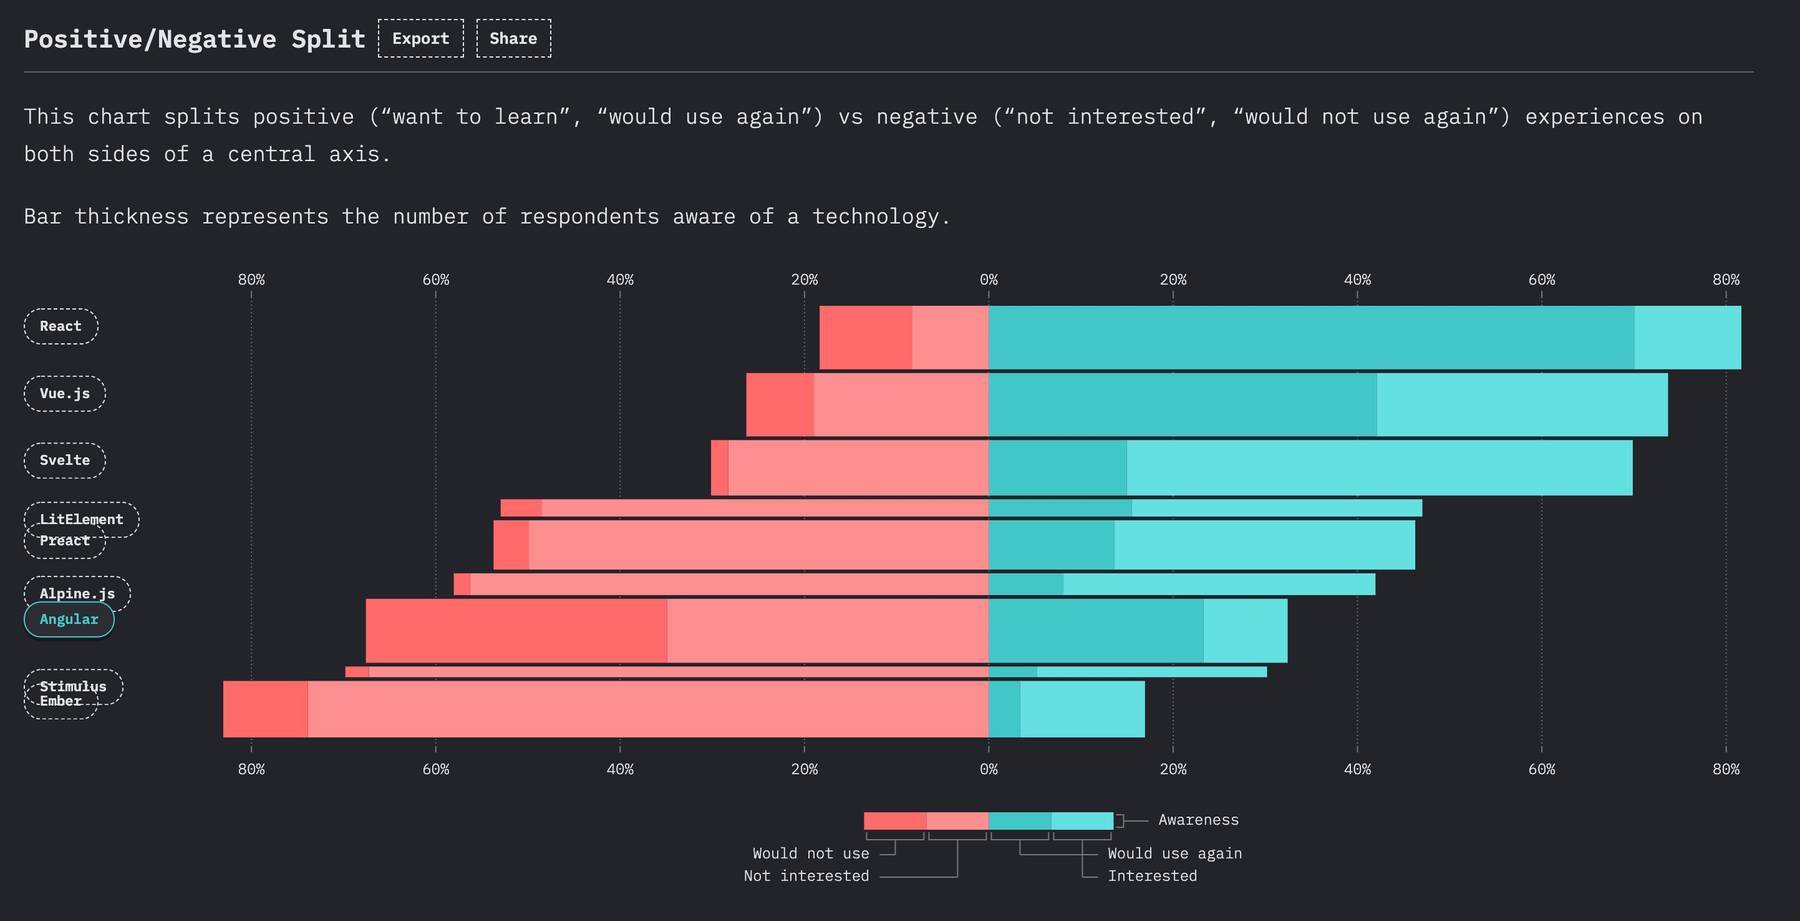 Positive/Negative Split Export Share
This chart splits positive (“want to learn”, “would use again”) vs negative (“not interested”, “would not use again”) experiences on
both sides of a central axis.
Bar thickness represents the number of respondents aware of a technology.
80% 60% 40% 20% 0% 20% 40% 60% 80%
React
Vue.js
Svelte
LitElement
Preact
Alpine.js
Angular
Stimulus
Ember
80% 60% 40% 20% 0% 20% 40% 60% 80%
Awareness
Would not use Would use again
Not interested Interested